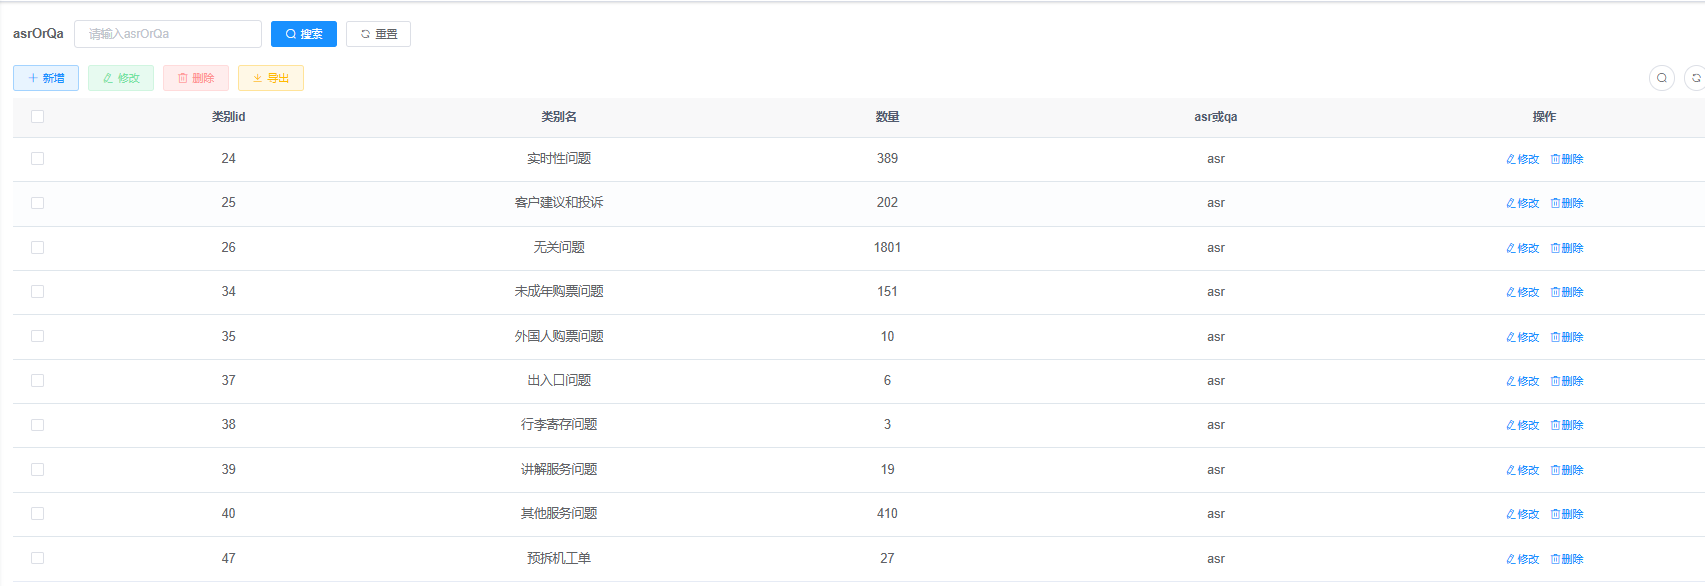 asrOrQa 请输入asrOrQa 搜索 重置
新增 修改 删除 导出
类别id 类别名 数量 asr或qa 操作
24 实时性问题 389 asr 修改 删除
25 客户建议和投诉 202 asr 修改 删除
26 无关问题 1801 asr 修改 删除
34 未成年购票问题 151 asr 修改 删除
35 外国人购票问题 10 asr 修改 删除
37 出入口问题 6 asr 修改 删除
38 行李寄存问题 3 asr 修改 删除
39 讲解服务问题 19 asr 修改 删除
40 其他服务问题 410 asr 修改 删除
47 预拆机工单 27 asr 修改 删除